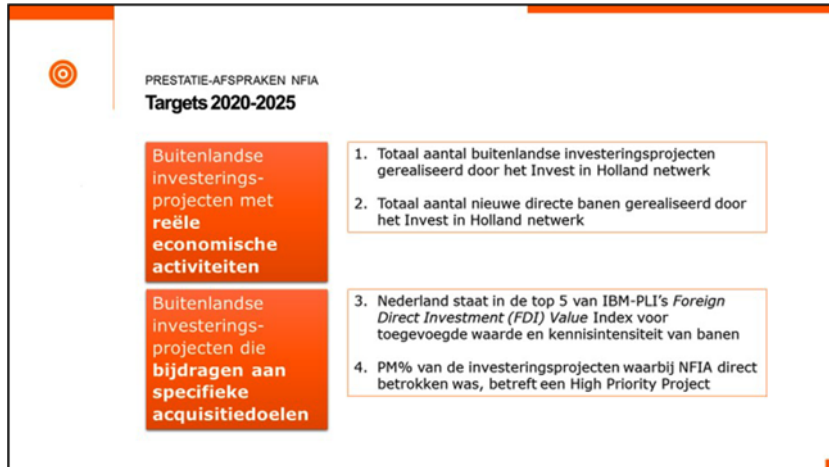 PRESTATIE-AFSPRAKEN NFIA
Targets 2020-2025
Buitenlandse
investerings-
projecten met
reële
economische
activiteiten
1. Totaal aantal buitenlandse investeringsprojecten
gerealiseerd door het Invest in Holland netwerk
2. Totaal aantal nieuwe directe banen gerealiseerd door
het Invest in Holland netwerk
Buitenlandse
investerings-
projecten die
bijdragen aan
specifieke
acquisitiedoelen
3. Nederland staat in de top 5 van IBM-PLI's Foreign
Direct Investment (FDI) Value Index voor
toegevoegde waarde en kennisintensiteit van banen
4. PM% van de investeringsprojecten waarbij NFIA direct
betrokken was, betreft een High Priority Project